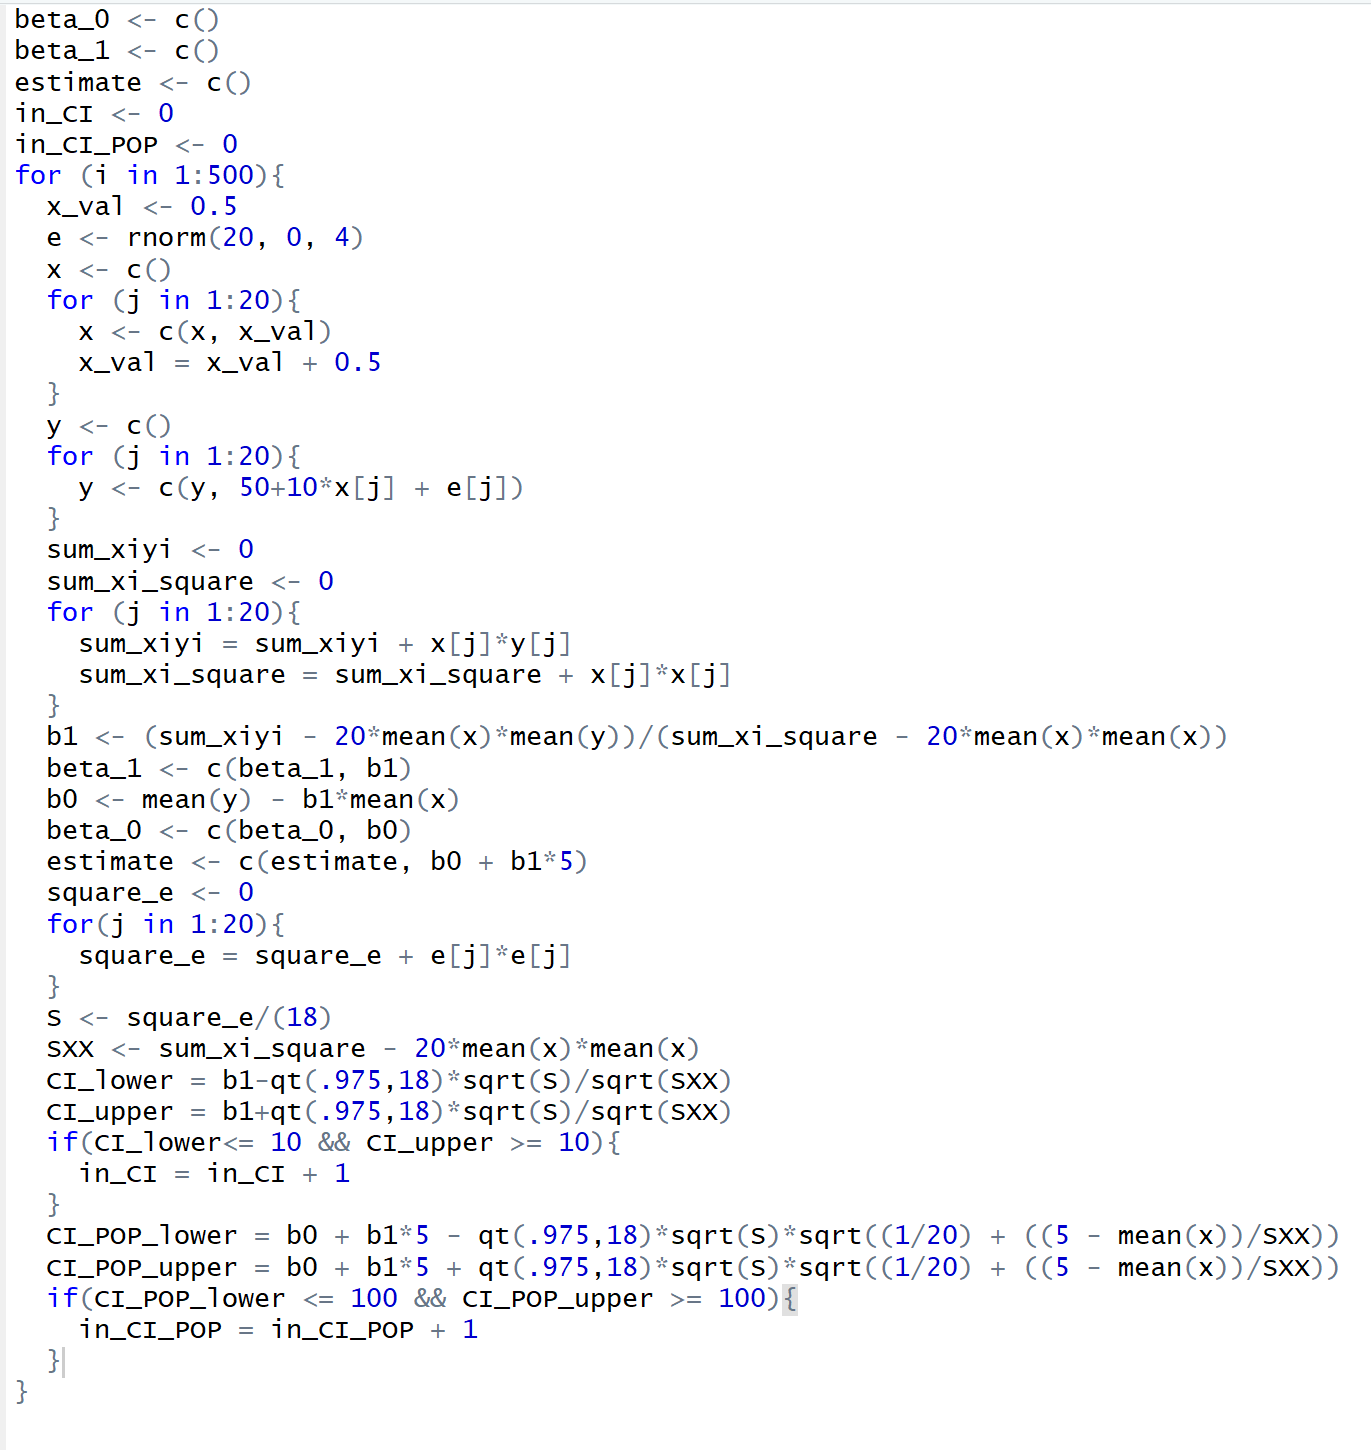 beta_0 <- c()
beta_1 <- c()
estimate <- c()
in_CI <- 0
in_CI_POP <- 0
for (i in 1:500){
  x_val <- 0.5
  e <- rnorm(20, 0, 4)
  x <- c()
  for (j in 1:20){
    x <- c(x, x_val)
    x_val = x_val + 0.5
  }
  y <- c()
  for (j in 1:20){
    y <- c(y, 50+10*x[j] + e[j])
  }
  sum_xiyi <- 0
  sum_xi_square <- 0
  for (j in 1:20){
    sum_xiyi = sum_xiyi + x[j]*y[j]
    sum_xi_square = sum_xi_square + x[j]*x[j]
  }
  b1 <- (sum_xiyi - 20*mean(x)*mean(y))/(sum_xi_square - 20*mean(x)*mean(x))
  beta_1 <- c(beta_1, b1)
  b0 <- mean(y) - b1*mean(x)
  beta_0 <- c(beta_0, b0)
  estimate <- c(estimate, b0 + b1*5)
  square_e <- 0
  for(j in 1:20){
    square_e = square_e + e[j]*e[j]
  }
  S <- square_e/(18)
  SXX <- sum_xi_square - 20*mean(x)*mean(x)
  CI_lower = b1-qt(.975,18)*sqrt(S)/sqrt(SXX)
  CI_upper = b1+qt(.975,18)*sqrt(S)/sqrt(SXX)
  if(CI_lower<= 10 && CI_upper >= 10){
    in_CI = in_CI + 1
  }
  CI_POP_lower = b0 + b1*5 - qt(.975,18)*sqrt(S)*sqrt((1/20) + ((5 - mean(x))/SXX))
  CI_POP_upper = b0 + b1*5 + qt(.975,18)*sqrt(S)*sqrt((1/20) + ((5 - mean(x))/SXX))
  if(CI_POP_lower <= 100 && CI_POP_upper >= 100){
    in_CI_POP = in_CI_POP + 1
  }
}